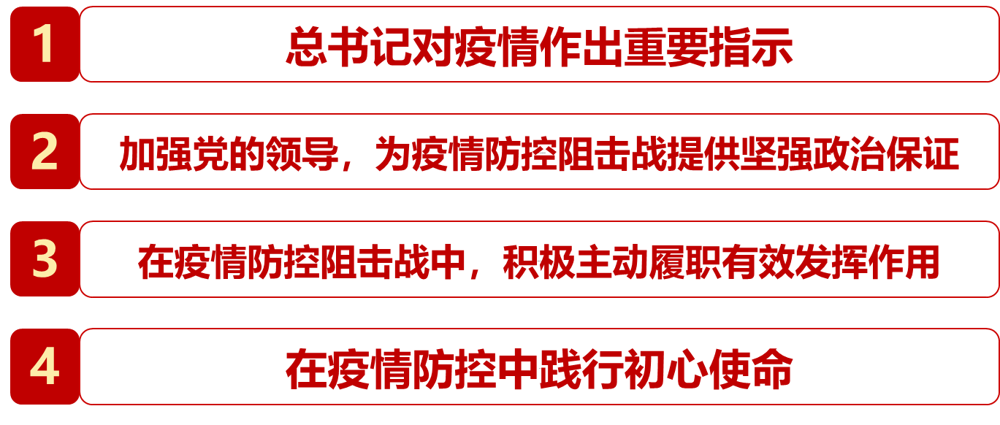 1 总书记对疫情作出重要指示
2 加强党的领导，为疫情防控阻击战提供坚强政治保证
3 在疫情防控阻击战中，积极主动履职有效发挥作用
4 在疫情防控中践行初心使命